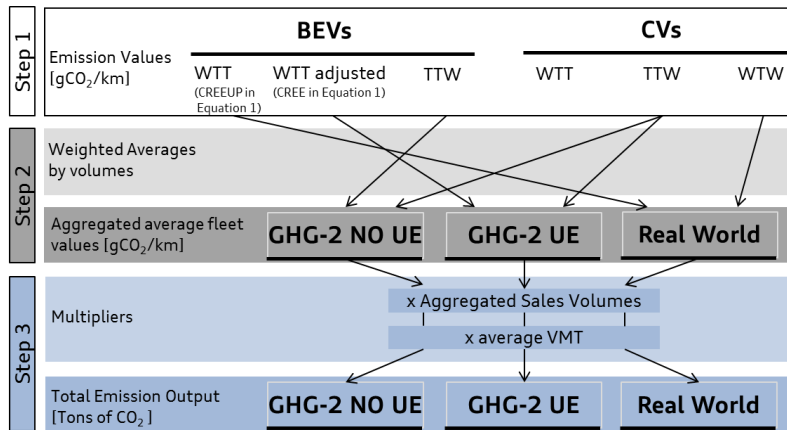 Step 1
BEVs
CVs
Emission Values
[gCO₂/km]
WTT
(CREEUP in
Equation 1)
WTT adjusted
(CREE in Equation 1)
TTW
WTT
TTW
WTW
Step 2
Weighted Averages
by volumes
Aggregated average fleet
values [gCO₂/km]
GHG-2 NO UE
GHG-2 UE
Real World
Step 3
Multipliers
x Aggregated Sales Volumes
x average VMT
Total Emission Output
[Tons of CO₂ ]
GHG-2 NO UE
GHG-2 UE
Real World